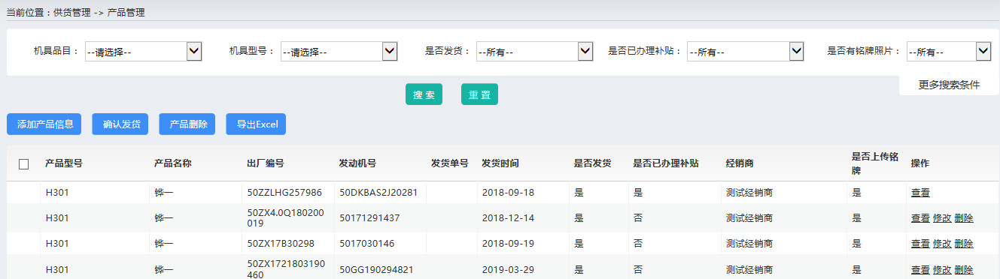 当前位置：供货管理 -> 产品管理
机具品目： --请选择-- 机具型号： --请选择-- 是否发货： --所有-- 是否已办理补贴： --所有-- 是否有铭牌照片： --所有--
更多搜索条件
搜 索 重 置
添加产品信息 确认发货 产品删除 导出Excel
产品型号 产品名称 出厂编号 发动机号 发货单号 发货时间 是否发货 是否已办理补贴 经销商 是否上传铭牌 操作
H301 铧一 50ZZLHG257986 50DKBAS2J20281 2018-09-18 是 是 测试经销商 是 查看
H301 铧一 50ZX4.0Q180200019 50171291437 2018-12-14 是 否 测试经销商 是 查看 修改 删除
H301 铧一 50ZX17B30298 5017030146 2018-09-19 是 否 测试经销商 是 查看 修改 删除
H301 铧一 50ZX1721803190460 50GG190294821 2019-03-29 是 否 测试经销商 是 查看 修改 删除